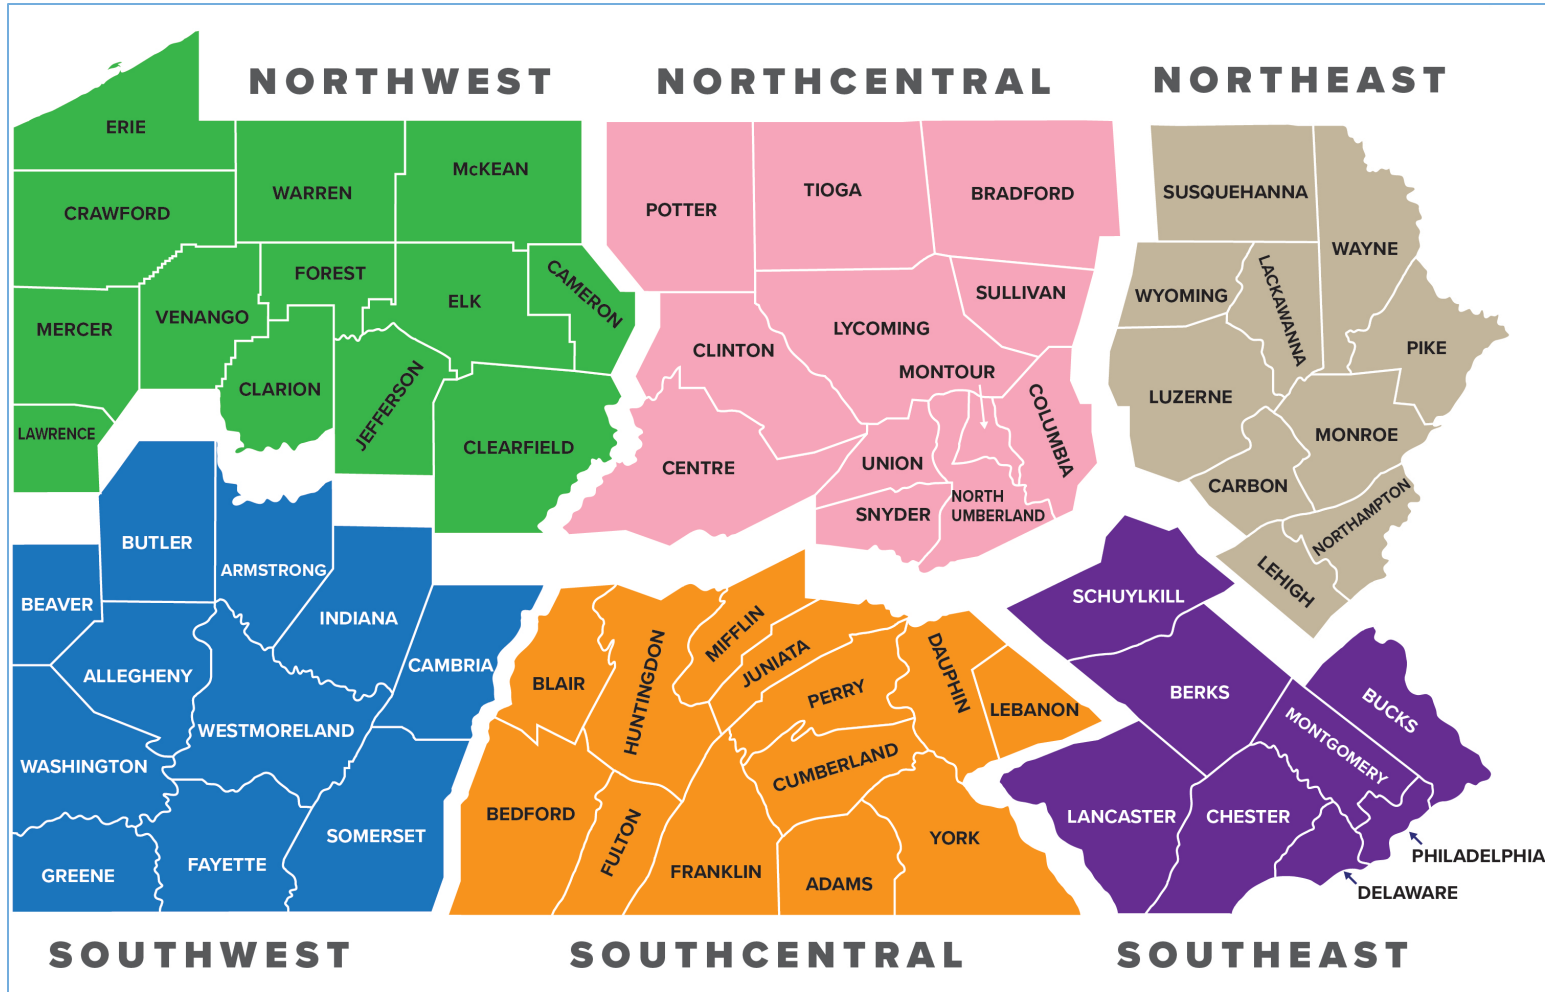 NORTHWEST
NORTHCENTRAL
NORTHEAST
ERIE
CRAWFORD
WARREN
McKEAN
MERCER
VENANGO
FOREST
ELK
CAMERON
LAWRENCE
CLARION
JEFFERSON
CLEARFIELD
POTTER
TIOGA
BRADFORD
SULLIVAN
CLINTON
LYCOMING
MONTOUR
COLUMBIA
CENTRE
UNION
SNYDER
NORTH
UMBERLAND
SUSQUEHANNA
WAYNE
WYOMING
LACKAWANNA
PIKE
LUZERNE
MONROE
CARBON
NORTHAMPTON
LEHIGH
BUTLER
ARMSTRONG
BEAVER
INDIANA
ALLEGHENY
CAMBRIA
WESTMORELAND
WASHINGTON
SOMERSET
GREENE
FAYETTE
BLAIR
HUNTINGDON
MIFFLIN
JUNIATA
PERRY
DAUPHIN
LEBANON
CUMBERLAND
BEDFORD
FULTON
FRANKLIN
ADAMS
YORK
SCHUYLKILL
BERKS
BUCKS
MONTGOMERY
LANCASTER
CHESTER
PHILADELPHIA
DELAWARE
SOUTHWEST
SOUTHCENTRAL
SOUTHEAST